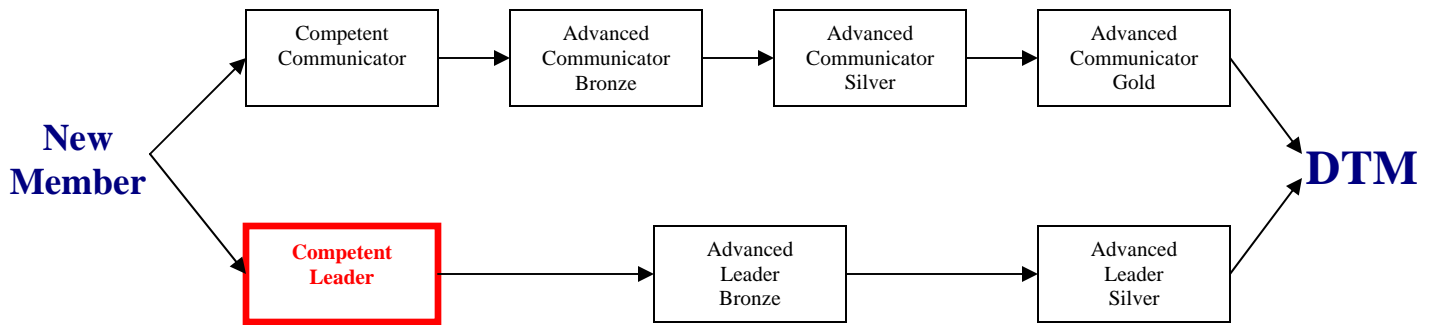 Competent
Communicator
Advanced
Communicator
Bronze
Advanced
Communicator
Silver
Advanced
Communicator
Gold
New
Member
DTM
Competent
Leader
Advanced
Leader
Bronze
Advanced
Leader
Silver